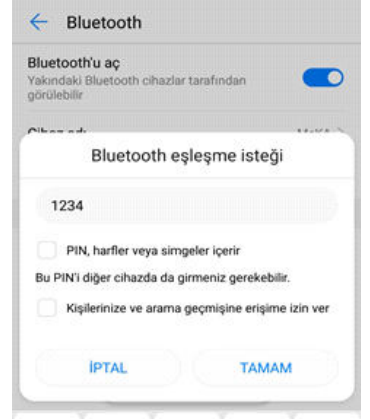 Bluetooth
Bluetooth'u aç
Yakındaki Bluetooth cihazlar tarafından
görülebilir
Bluetooth eşleşme isteği
1234
PIN, harfler veya simgeler içerir
Bu PIN'i diğer cihazda da girmeniz gerekebilir.
Kişilerinize ve arama geçmişine erişime izin ver
İPTAL TAMAM